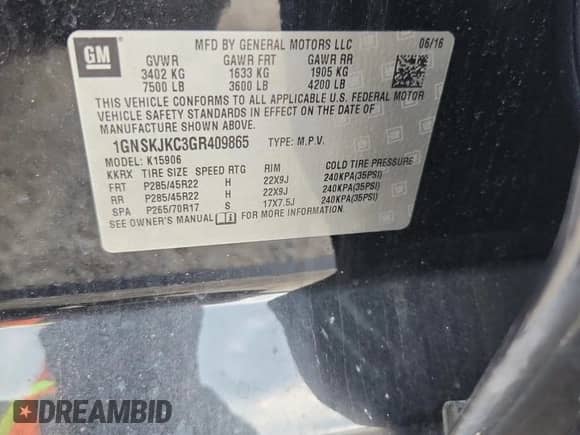 GM
MFD BY GENERAL MOTORS LLC 06/16
GVWR GAWR FRT GAWR RR
3402 KG 1633 KG 1905 KG
7500 LB 3600 LB 4200 LB
THIS VEHICLE CONFORMS TO ALL APPLICABLE U.S. FEDERAL MOTOR
VEHICLE SAFETY STANDARDS IN EFFECT ON THE DATE OF
MANUFACTURE SHOWN ABOVE.
1GNSKJKC3GR409865 TYPE: M.P.V.
MODEL: K15906
KKRX TIRE SIZE SPEED RTG RIM COLD TIRE PRESSURE
FRT P285/45R22 H 22X9J 240KPA(35PSI)
RR P285/45R22 H 22X9J 240KPA(35PSI)
SPA P265/70R17 S 17X7.5J 240KPA(35PSI)
SEE OWNER'S MANUAL FOR MORE INFORMATION.
DREAMBID